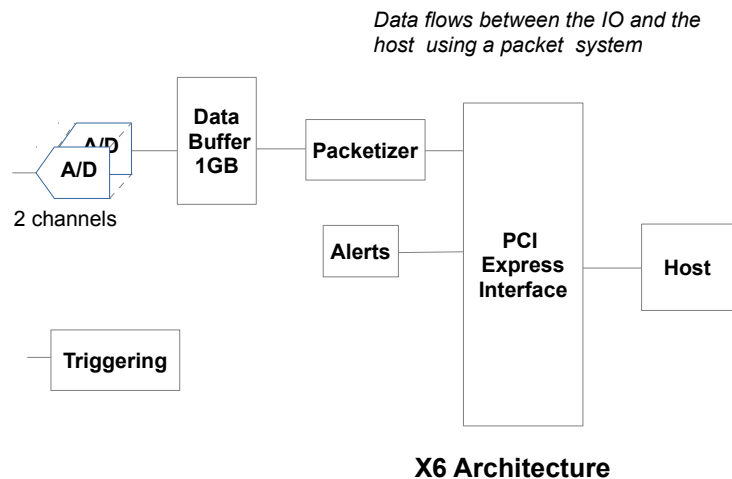 Data flows between the IO and the
host using a packet system
Data
Buffer
1GB
A/D
A/D
Packetizer
2 channels
Alerts
PCI
Express
Interface
Host
Triggering
X6 Architecture